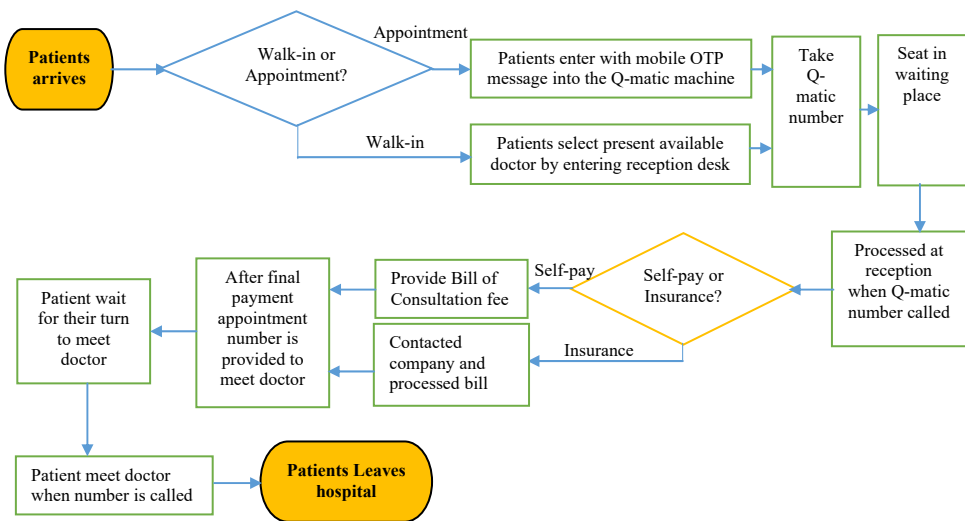 Patients
arrives
Walk-in or
Appointment?
Appointment
Patients enter with mobile OTP
message into the Q-matic machine
Walk-in
Patients select present available
doctor by entering reception desk
Take
Q-
matic
number
Seat in
waiting
place
Processed at
reception
when Q-matic
number called
Self-pay or
Insurance?
Self-pay
Provide Bill of
Consultation fee
Insurance
Contacted
company and
processed bill
After final
payment
appointment
number is
provided to
meet doctor
Patient wait
for their turn
to meet
doctor
Patient meet doctor
when number is called
Patients Leaves
hospital